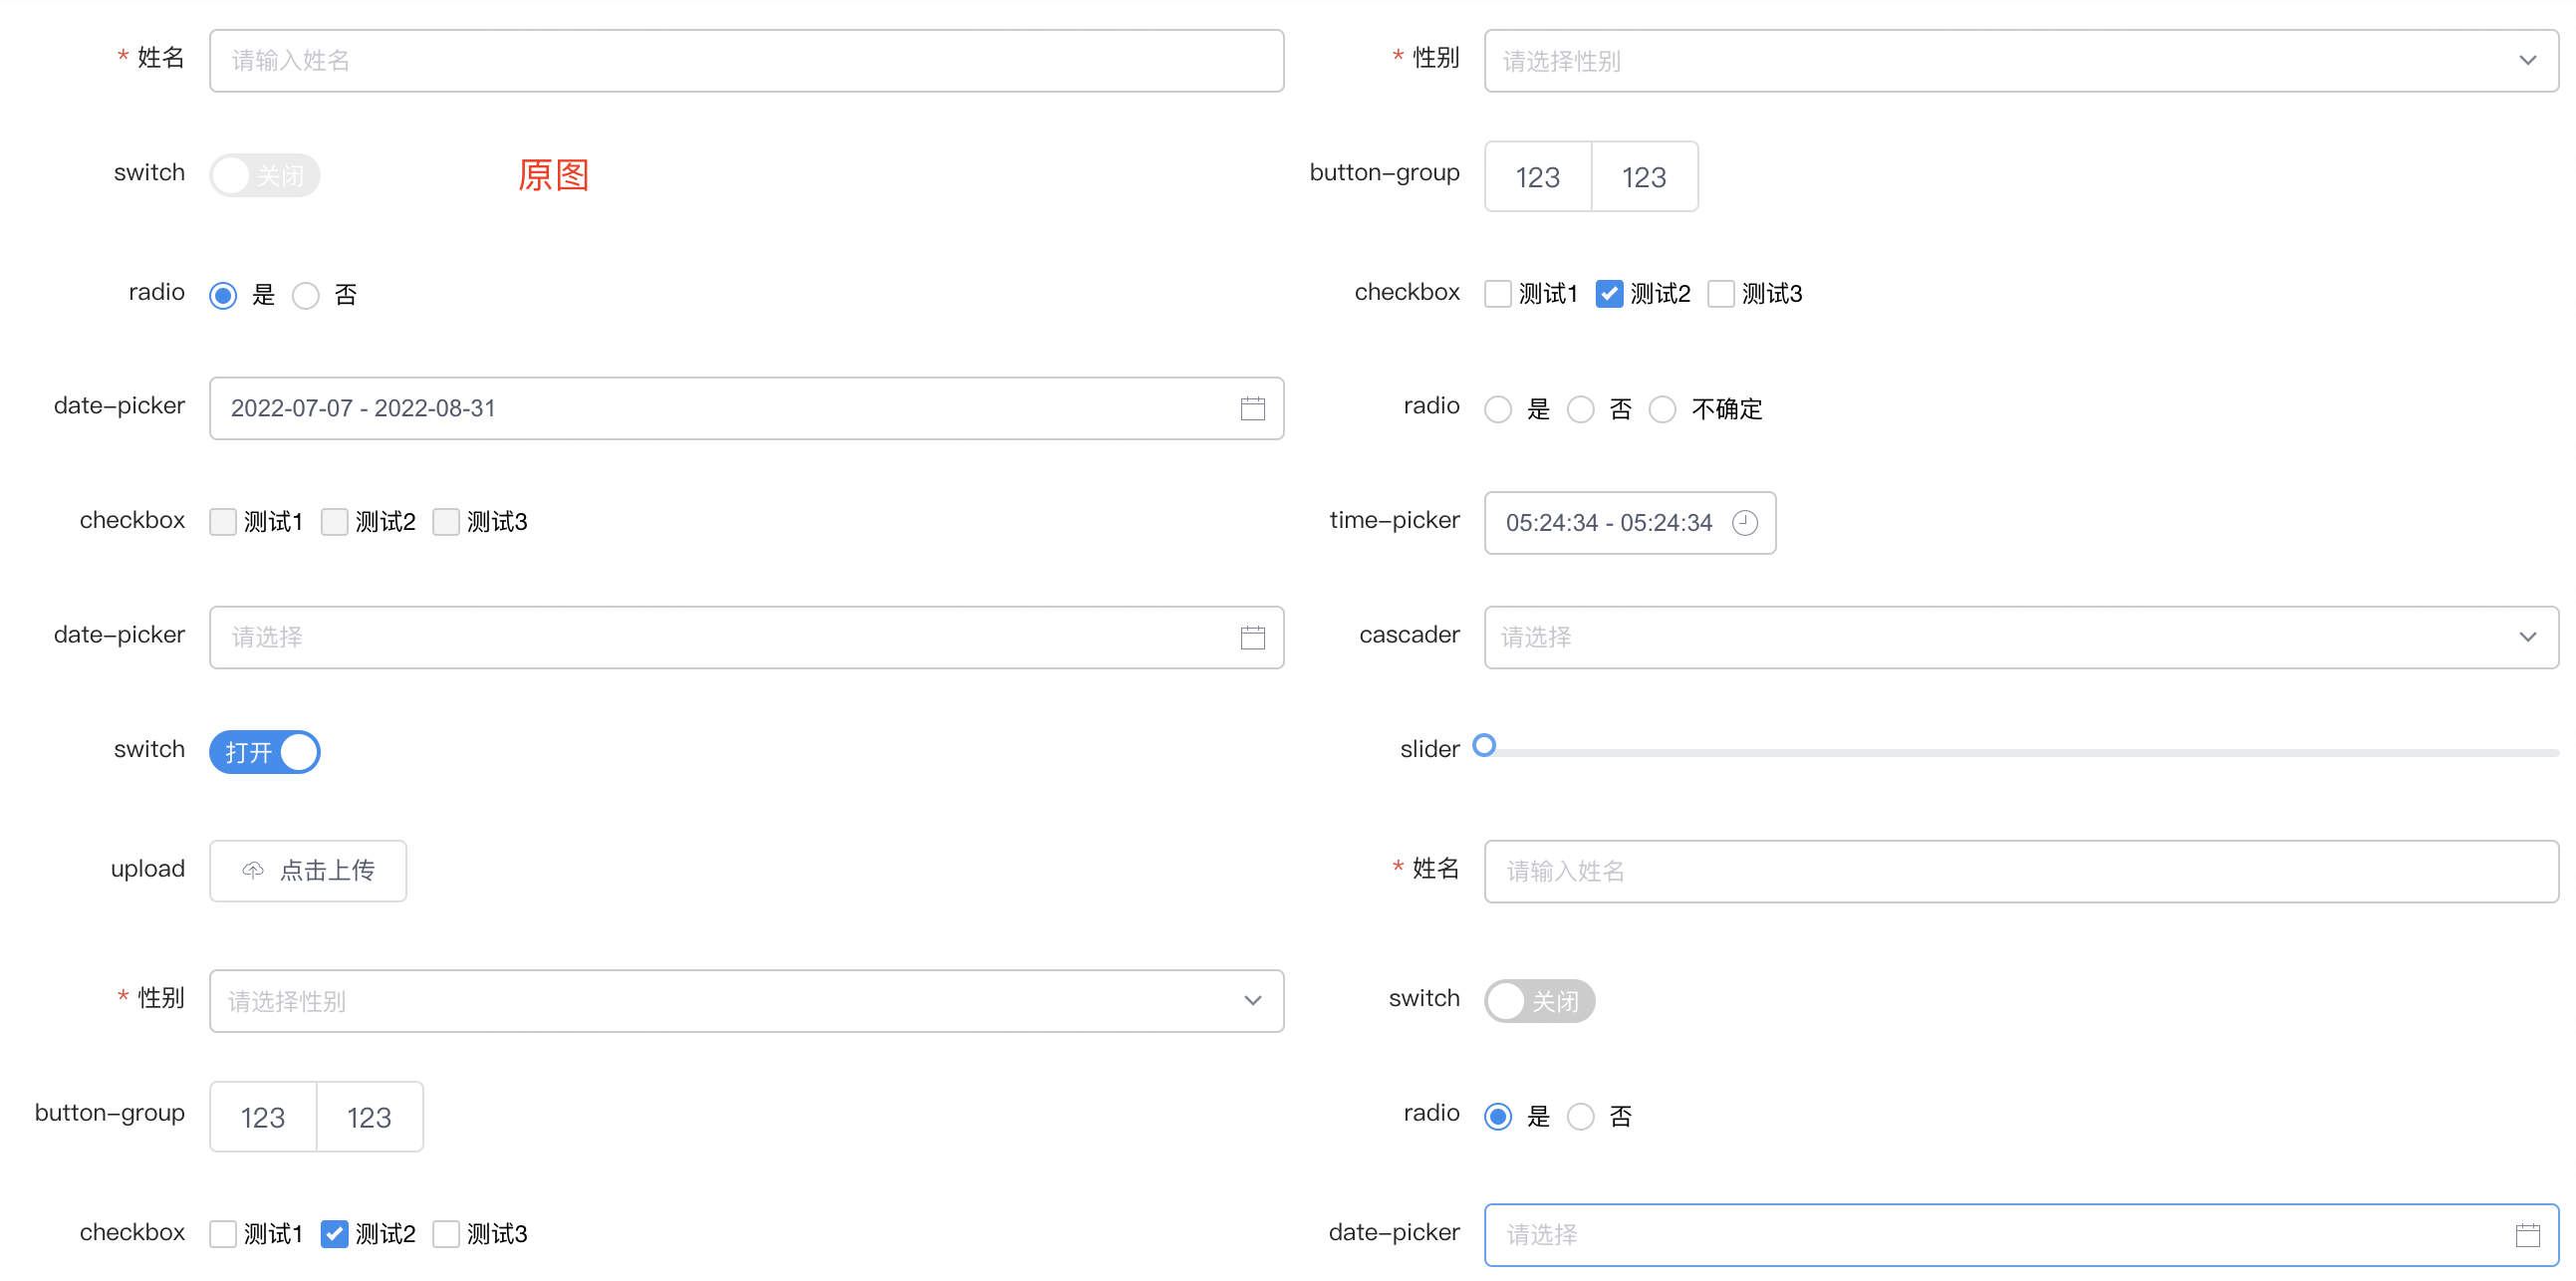 * 姓名 请输入姓名 * 性别 请选择性别
switch 关闭 原图 button-group 123 123
radio 是 否 checkbox 测试1 测试2 测试3
date-picker 2022-07-07 - 2022-08-31 radio 是 否 不确定
checkbox 测试1 测试2 测试3 time-picker 05:24:34 - 05:24:34
date-picker 请选择 cascader 请选择
switch 打开 slider
upload 点击上传 * 姓名 请输入姓名
* 性别 请选择性别 switch 关闭
button-group 123 123 radio 是 否
checkbox 测试1 测试2 测试3 date-picker 请选择